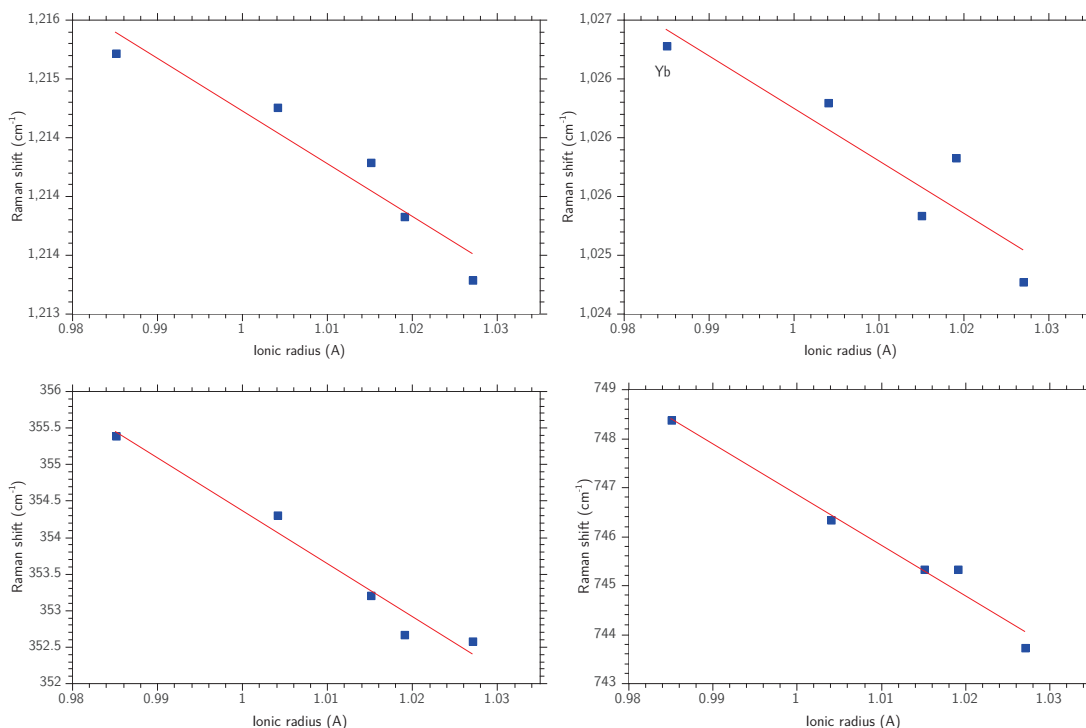 1,216
1,215
1,214
1,214
1,214
1,213
Raman shift (cm⁻¹)
0.98 0.99 1 1.01 1.02 1.03
Ionic radius (A)
1,027
1,026
1,026
1,026
1,025
1,024
Raman shift (cm⁻¹)
Yb
0.98 0.99 1 1.01 1.02 1.03
Ionic radius (A)
356
355.5
355
354.5
354
353.5
353
352.5
352
Raman shift (cm⁻¹)
0.98 0.99 1 1.01 1.02 1.03
Ionic radius (A)
749
748
747
746
745
744
743
Raman shift (cm⁻¹)
0.98 0.99 1 1.01 1.02 1.03
Ionic radius (A)